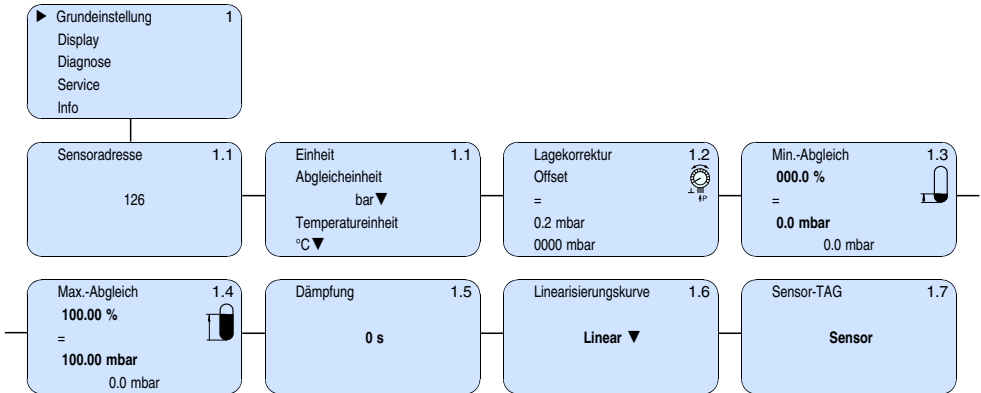 ▶ Grundeinstellung 1
Display
Diagnose
Service
Info
Sensoradresse 1.1
126
Einheit 1.1
Abgleicheinheit
bar▼
Temperatureinheit
°C▼
Lagekorrektur 1.2
Offset
=
0.2 mbar
0000 mbar
P
Min.-Abgleich 1.3
000.0 %
=
0.0 mbar
0.0 mbar
Max.-Abgleich 1.4
100.00 %
=
100.00 mbar
0.0 mbar
Dämpfung 1.5
0 s
Linearisierungskurve 1.6
Linear ▼
Sensor-TAG 1.7
Sensor